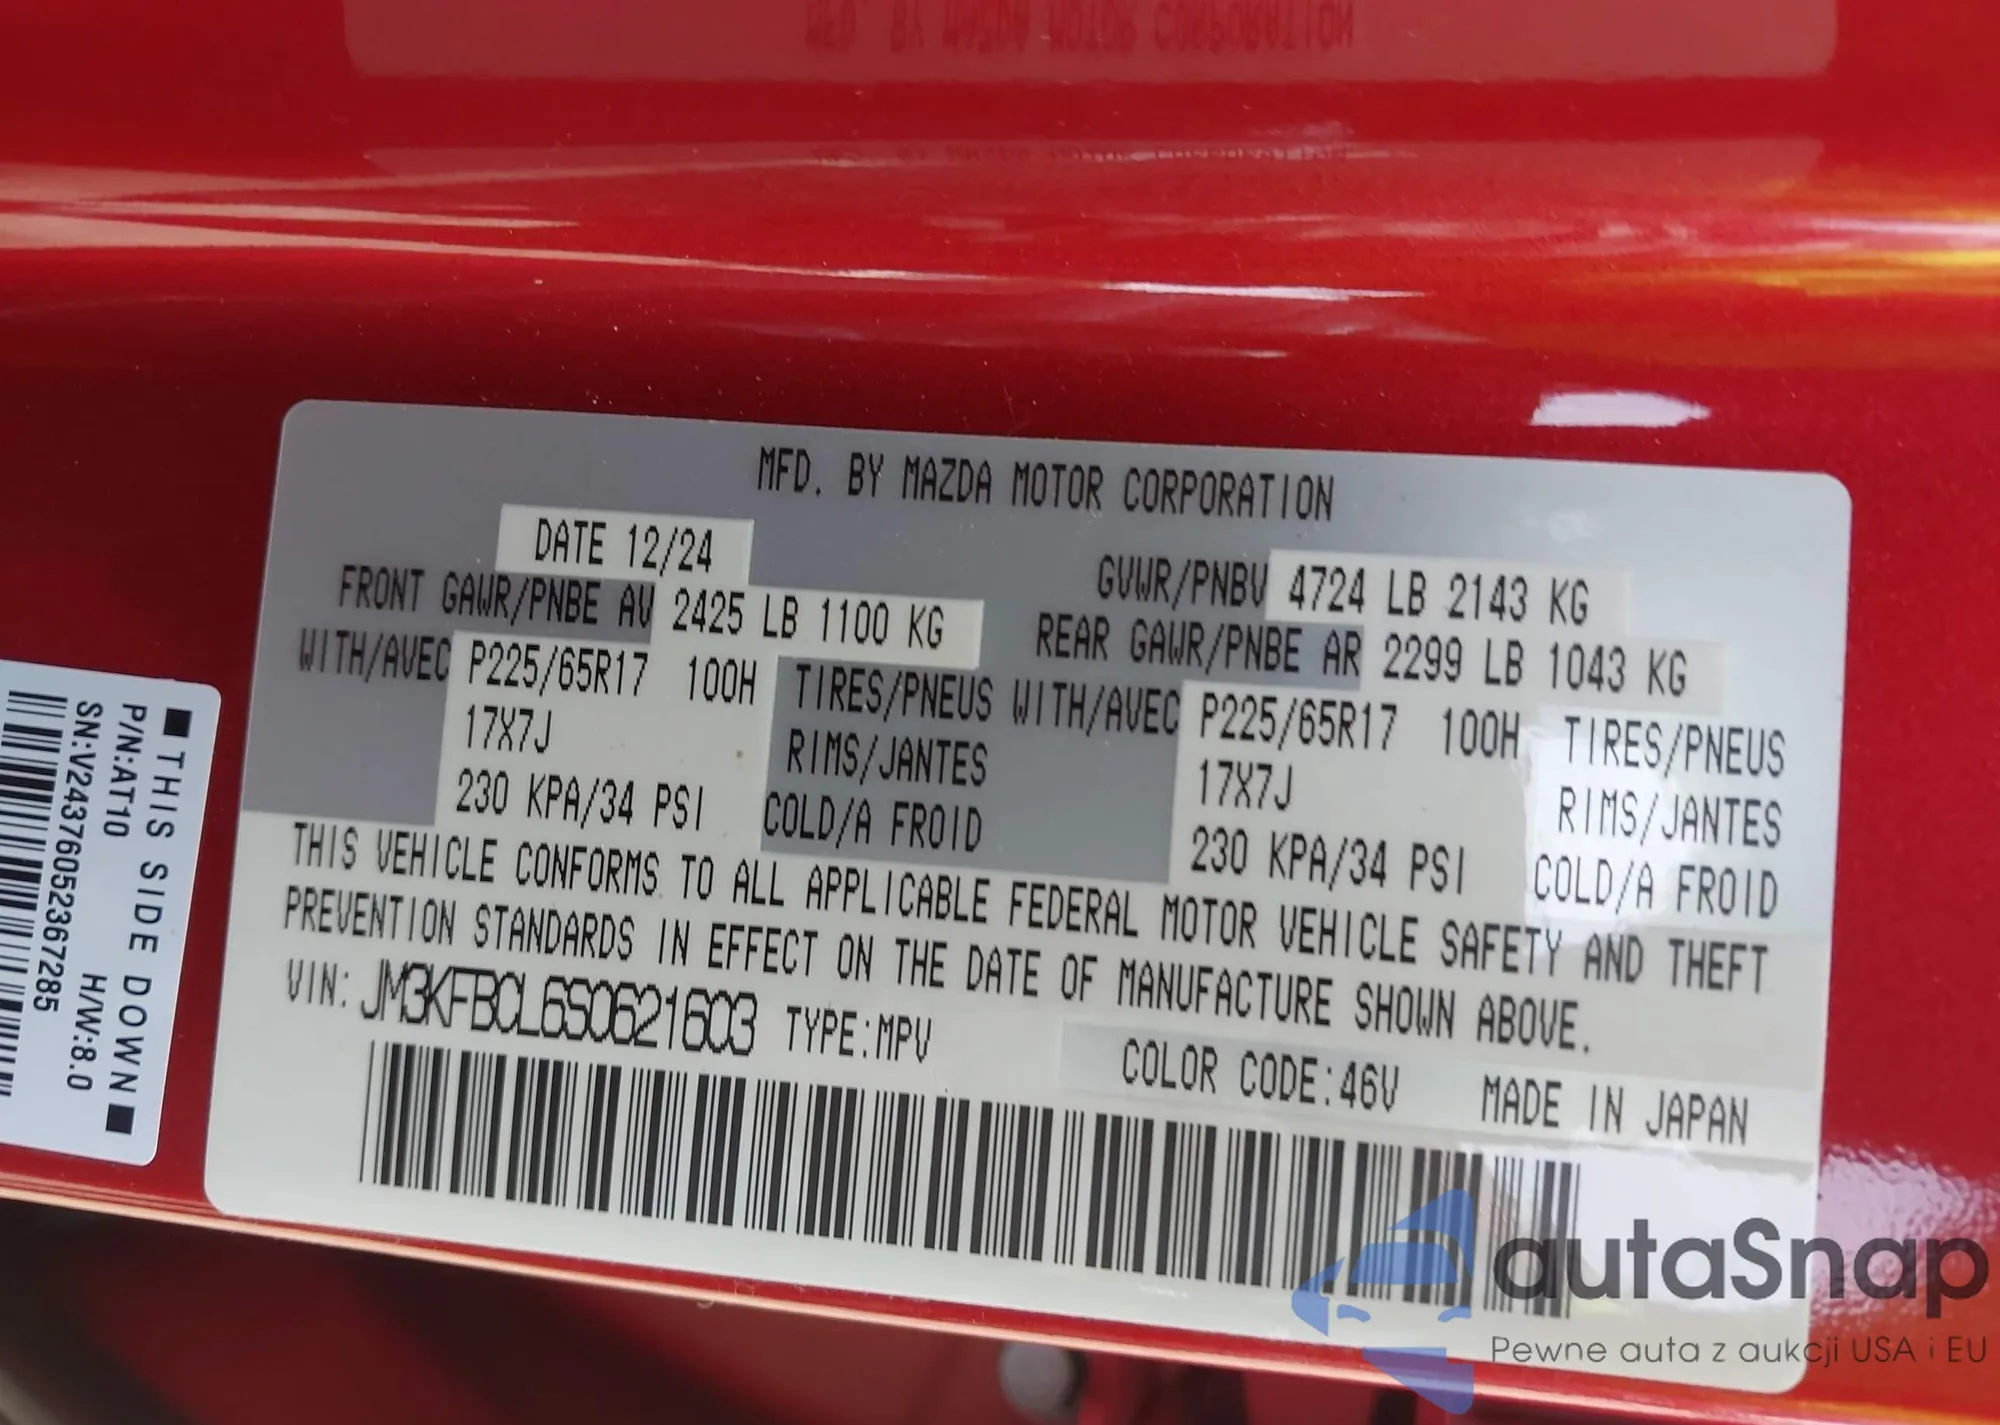 MFD. BY MAZDA MOTOR CORPORATION
DATE 12/24
GVWR/PNBV 4724 LB 2143 KG
FRONT GAWR/PNBE AV 2425 LB 1100 KG
REAR GAWR/PNBE AR 2299 LB 1043 KG
WITH/AVEC P225/65R17 100H TIRES/PNEUS
WITH/AVEC P225/65R17 100H TIRES/PNEUS
17X7J RIMS/JANTES
17X7J RIMS/JANTES
230 KPA/34 PSI COLD/A FROID
230 KPA/34 PSI COLD/A FROID
THIS VEHICLE CONFORMS TO ALL APPLICABLE FEDERAL MOTOR VEHICLE SAFETY AND THEFT
PREVENTION STANDARDS IN EFFECT ON THE DATE OF MANUFACTURE SHOWN ABOVE.
VIN: JM3KFBCL6S0621603 TYPE:MPV
COLOR CODE:46V MADE IN JAPAN
■ THIS SIDE DOWN ■
P/N:AT10 H/W:8.0
SN:V24376052367285
autaSnap
Pewne auta z aukcji USA i EU